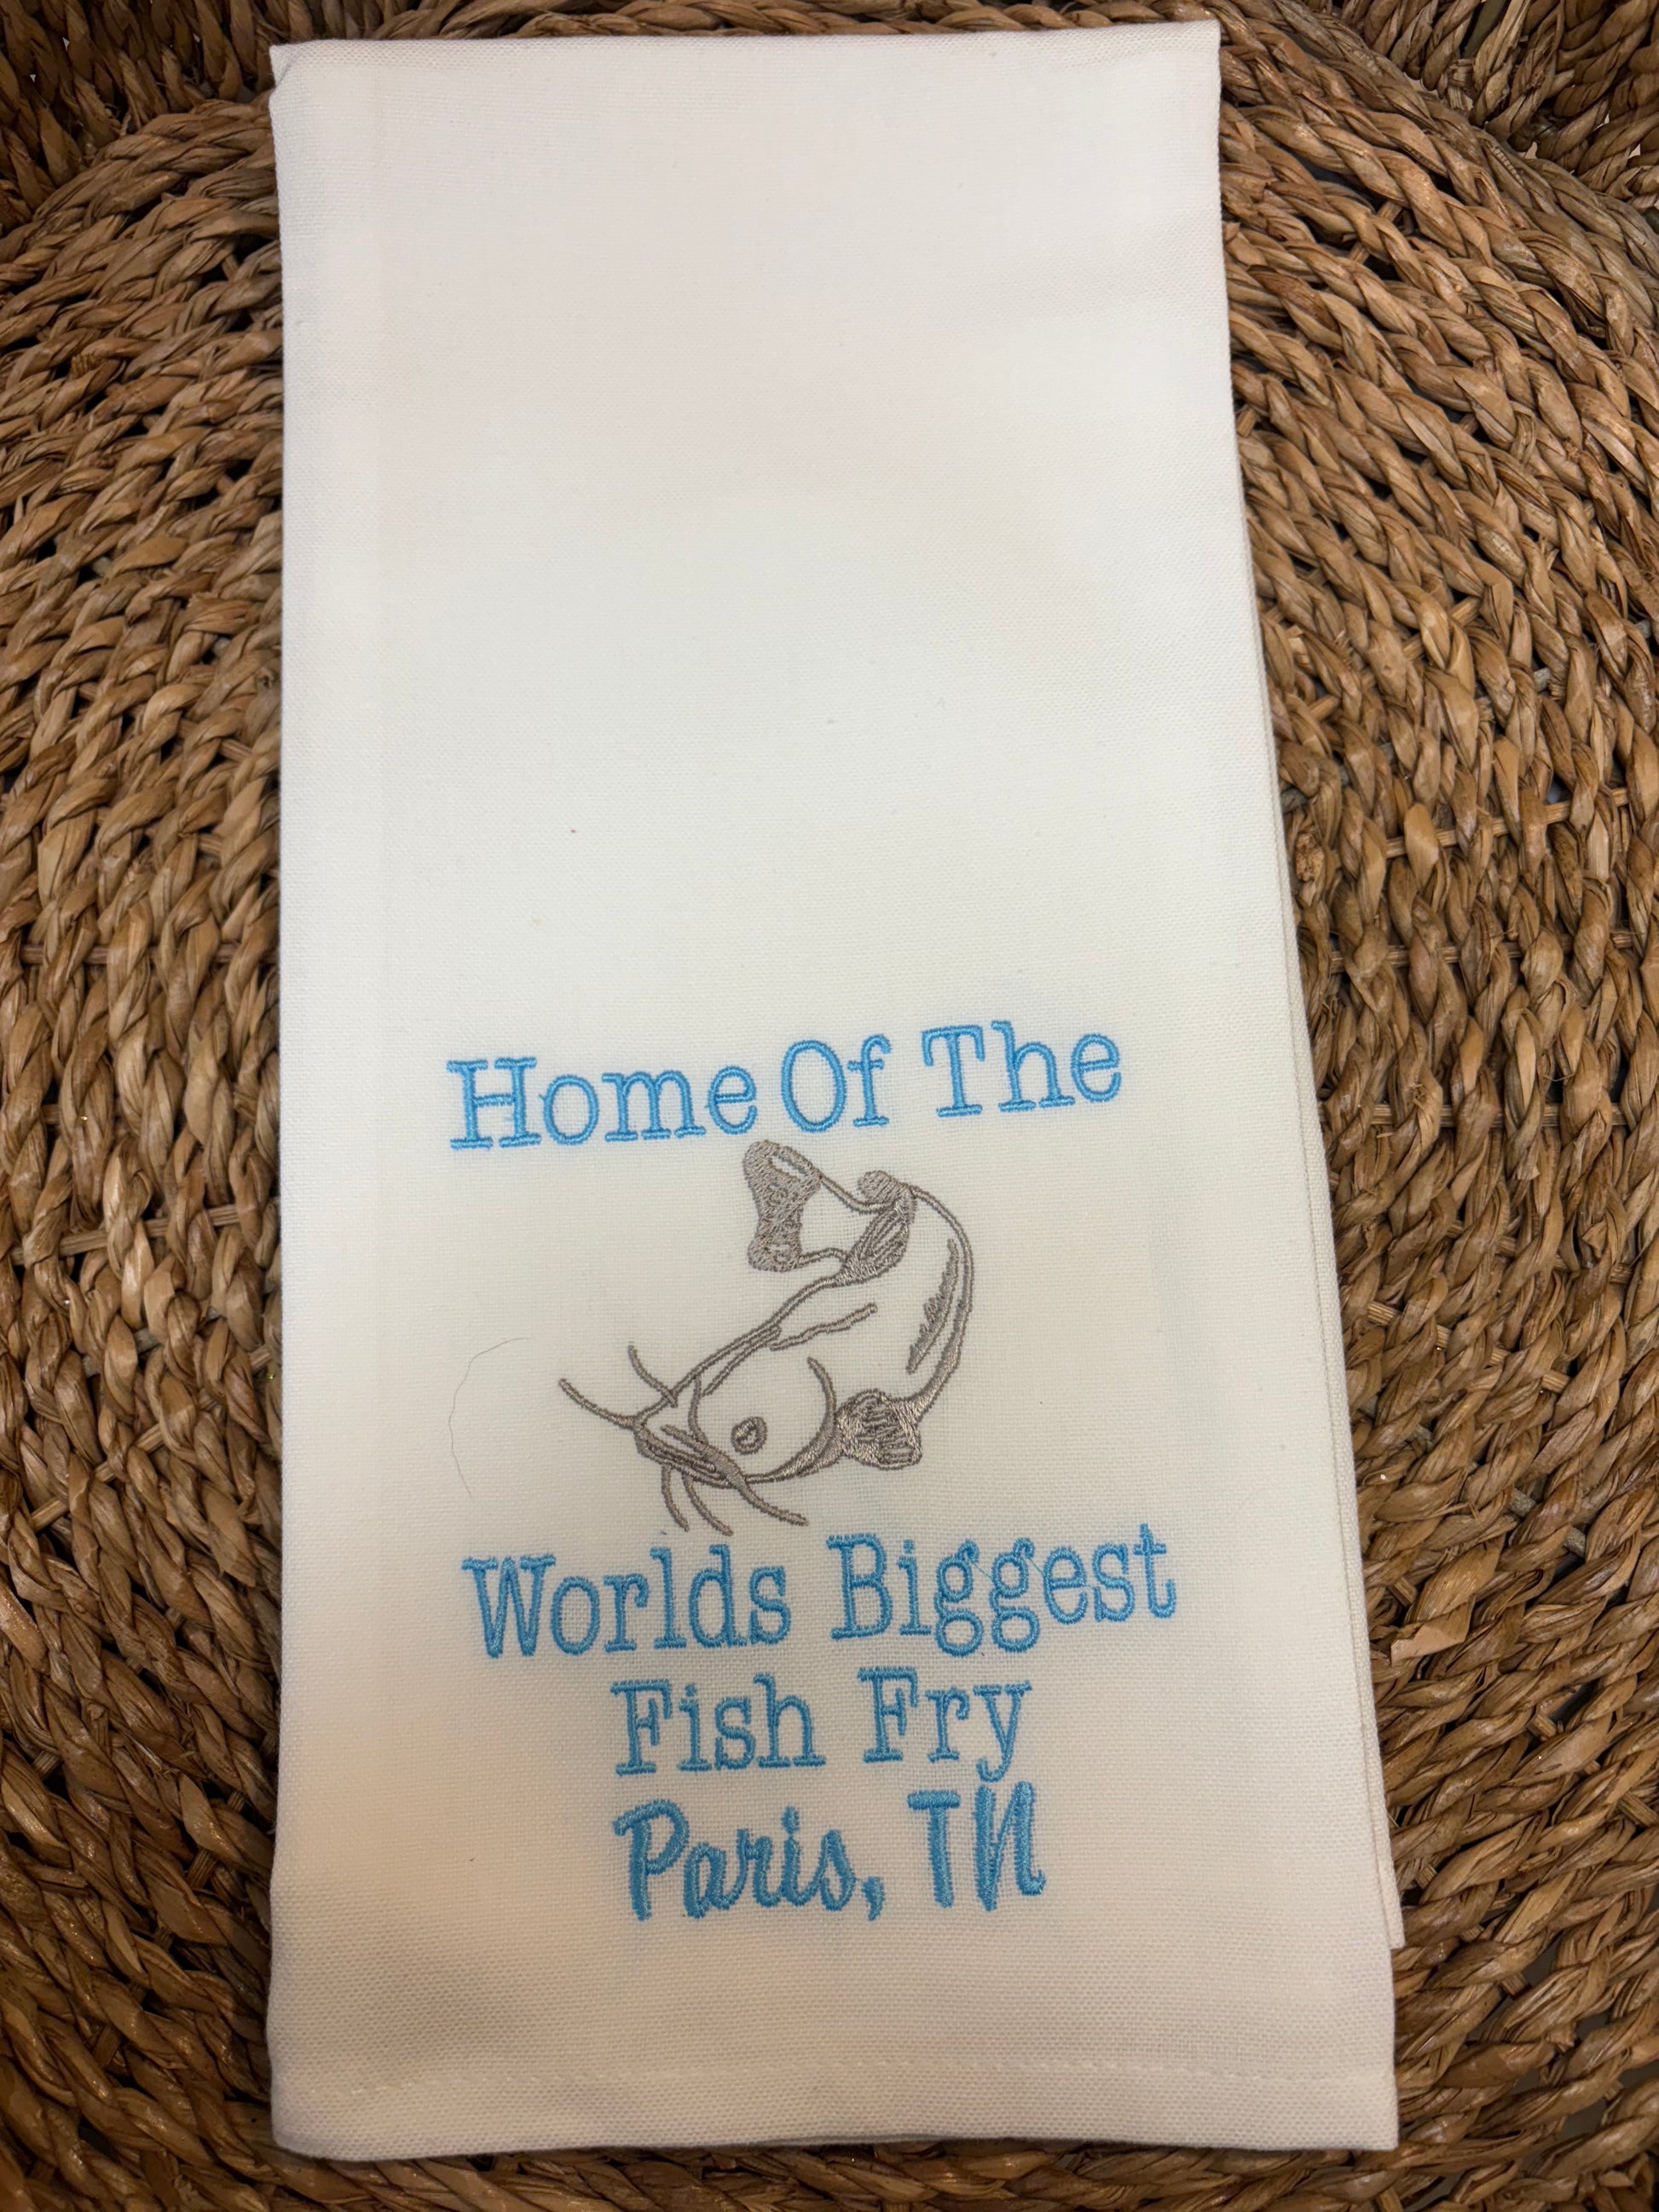 Home Of The
Worlds Biggest
Fish Fry
Paris, TN